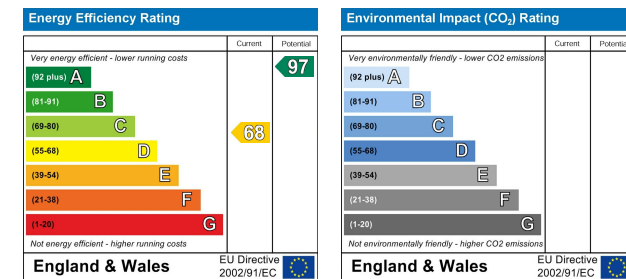 Energy Efficiency Rating
Current Potential
Very energy efficient - lower running costs
(92 plus) A
97
(81-91) B
(69-80) C
68
(55-68) D
(39-54) E
(21-38) F
(1-20) G
Not energy efficient - higher running costs
England & Wales
EU Directive
2002/91/EC
Environmental Impact (CO₂) Rating
Current Potential
Very environmentally friendly - lower CO2 emissions
(92 plus) A
(81-91) B
(69-80) C
(55-68) D
(39-54) E
(21-38) F
(1-20) G
Not environmentally friendly - higher CO2 emissions
England & Wales
EU Directive
2002/91/EC